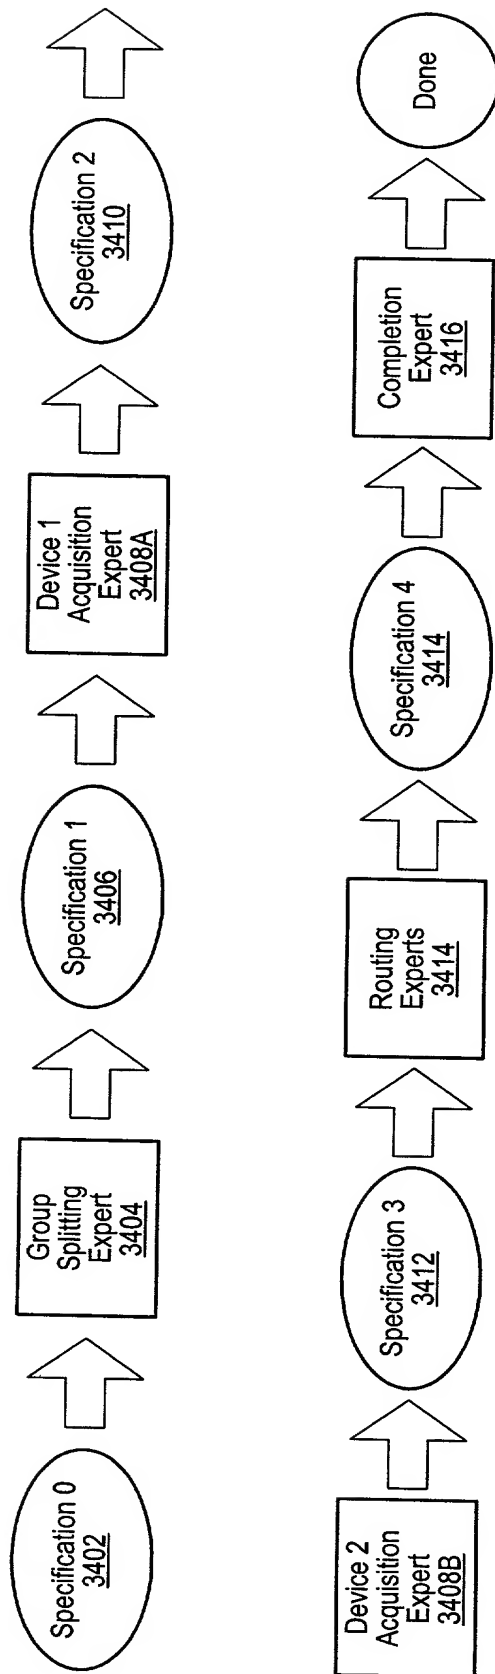 Specification 0
3402
Group
Splitting
Expert
3404
Specification 1
3406
Device 1
Acquisition
Expert
3408A
Specification 2
3410
Device 2
Acquisition
Expert
3408B
Specification 3
3412
Routing
Experts
3414
Specification 4
3414
Completion
Expert
3416
Done